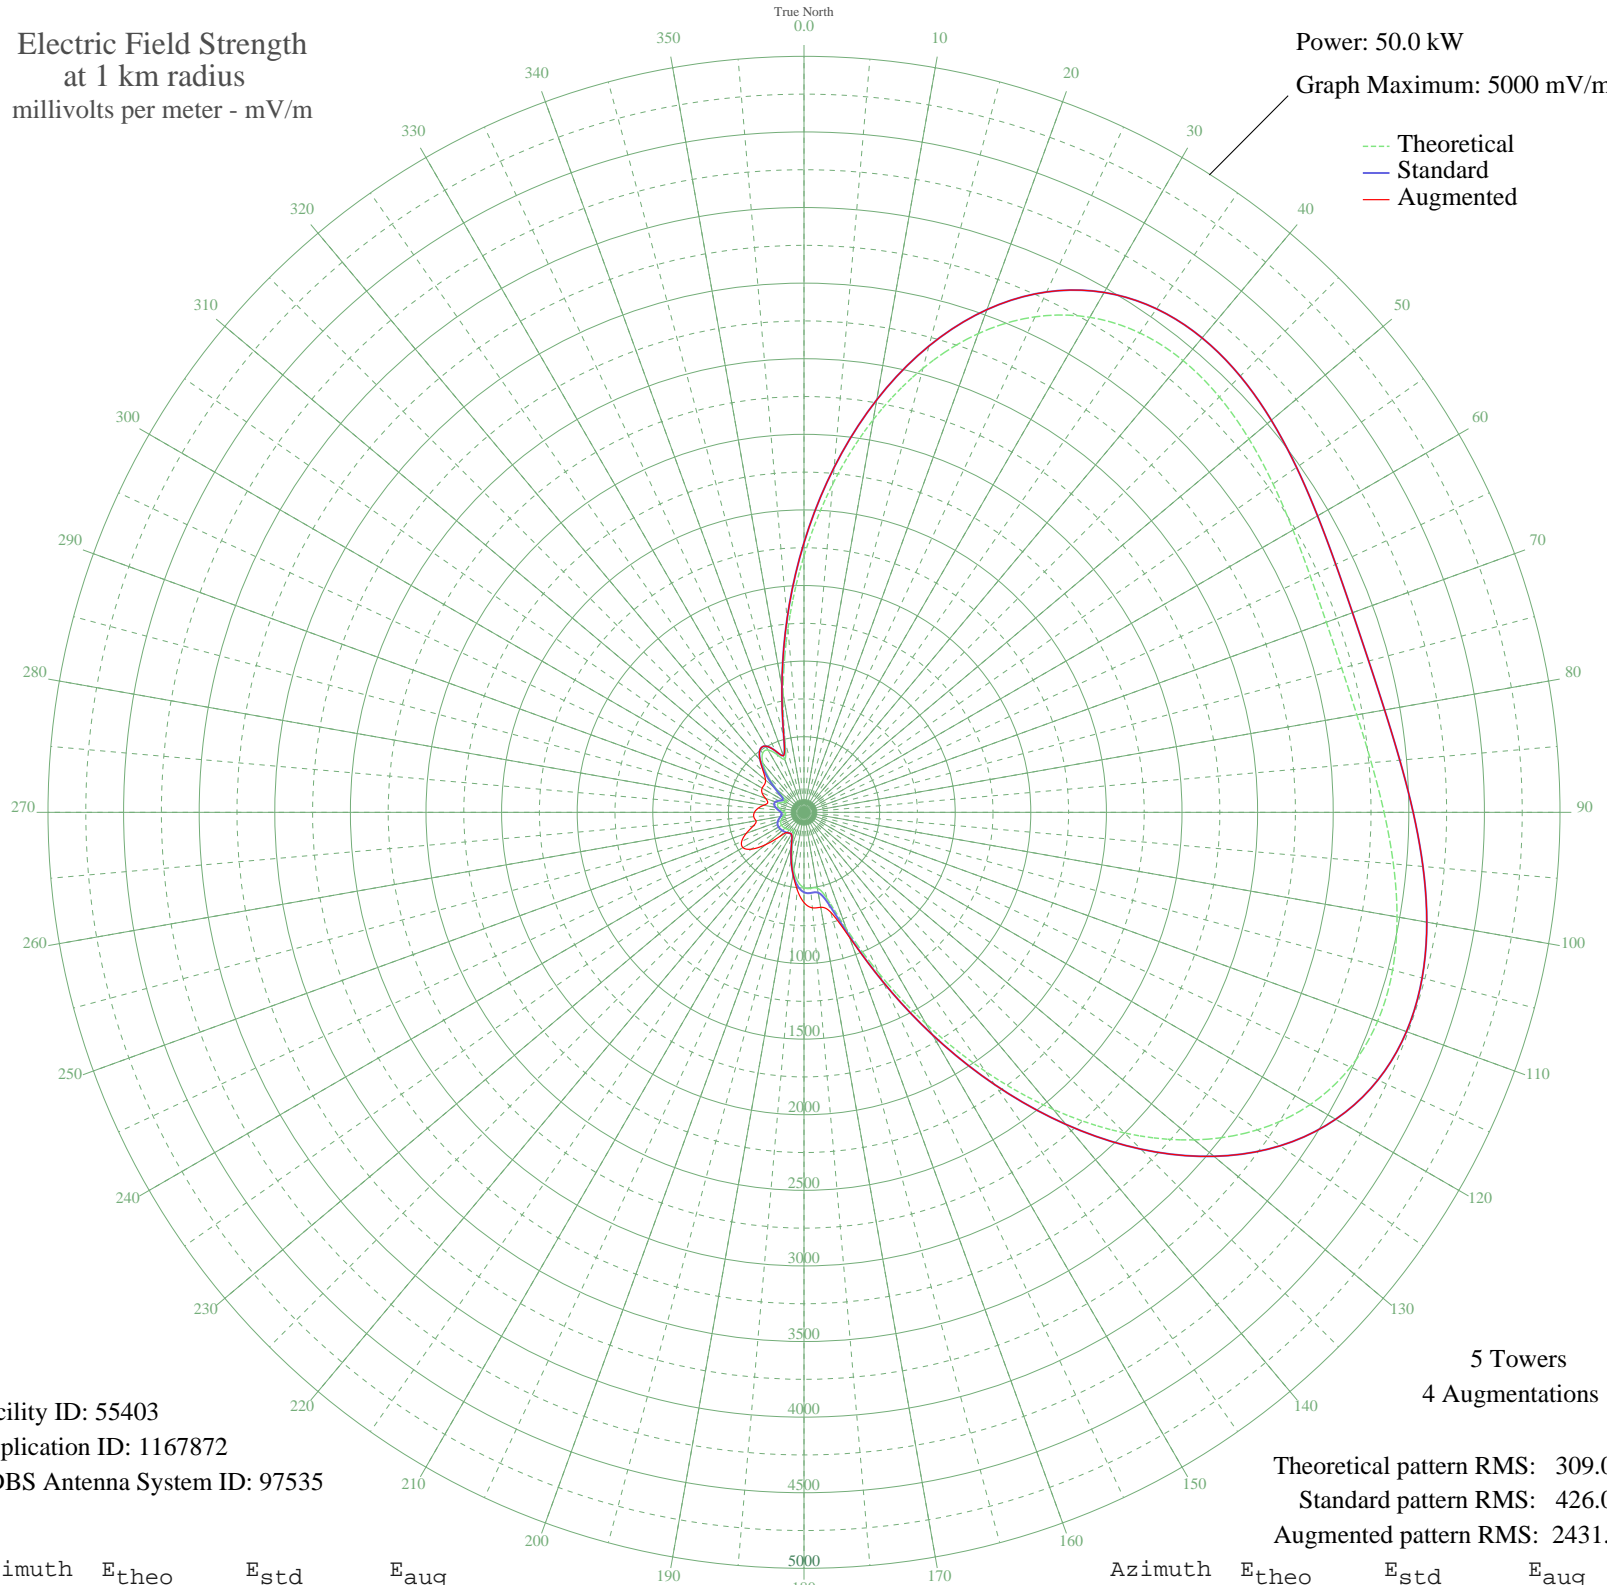 True North
0.0
Electric Field Strength
at 1 km radius
millivolts per meter - mV/m
Power: 50.0 kW
Graph Maximum: 5000 mV/m
Theoretical
Standard
Augmented
10
20
30
40
50
60
70
80
90
100
110
120
130
140
150
160
170
190
200
210
220
230
240
250
260
270
280
290
300
310
320
330
340
350
1000
1500
2000
2500
3000
3500
4000
4500
5000
5 Towers
4 Augmentations
cility ID: 55403
plication ID: 1167872
DBS Antenna System ID: 97535
Theoretical pattern RMS: 309.0
Standard pattern RMS: 426.0
Augmented pattern RMS: 2431.
imuth Etheo Estd Eaug
Azimuth Etheo Estd Eaug